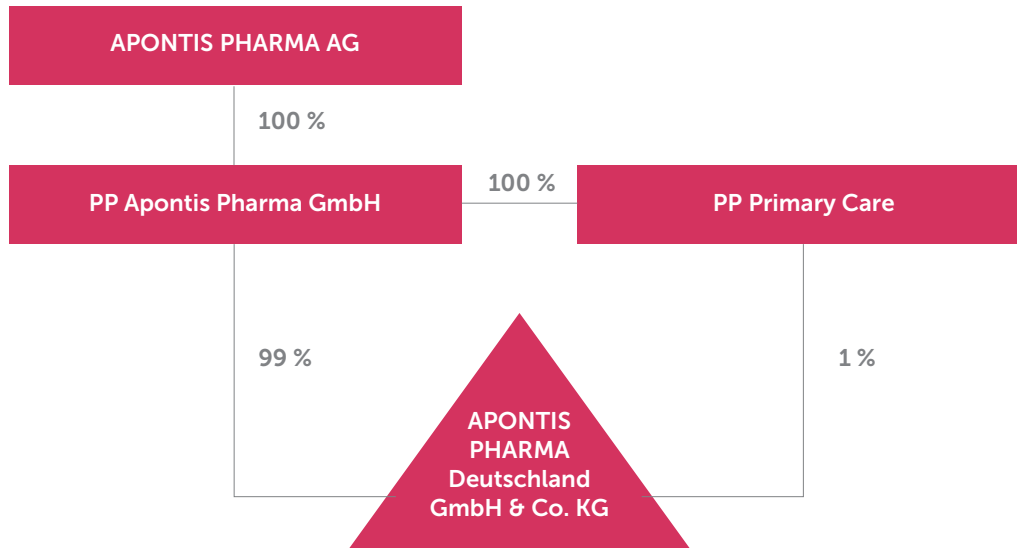 APONTIS PHARMA AG
100 %
PP Apontis Pharma GmbH
100 %
PP Primary Care
99 %
1 %
APONTIS
PHARMA
Deutschland
GmbH & Co. KG